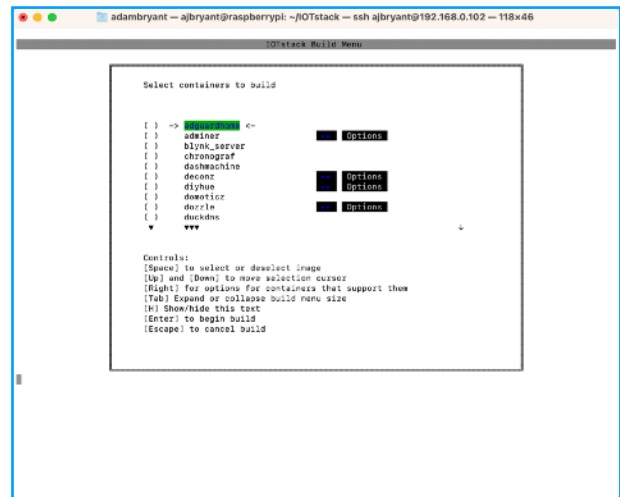 adambryant — ajbryant@raspberrypi: ~/IOTstack — ssh ajbryant@192.168.0.102 — 118×46
IOTstack Build Menu
Select containers to build
[ ] -> adguardhome <-
[ ] adminer Options
[ ] blynk_server
[ ] chronograf
[ ] dashmachine
[ ] deconz Options
[ ] diyhue Options
[ ] domoticz
[ ] dozzle Options
[ ] duckdns
▼ ▼▼▼ ↓
Controls:
[Space] to select or deselect image
[Up] and [Down] to move selection cursor
[Right] for options for containers that support them
[Tab] Expand or collapse build menu size
[H] Show/hide this text
[Enter] to begin build
[Escape] to cancel build